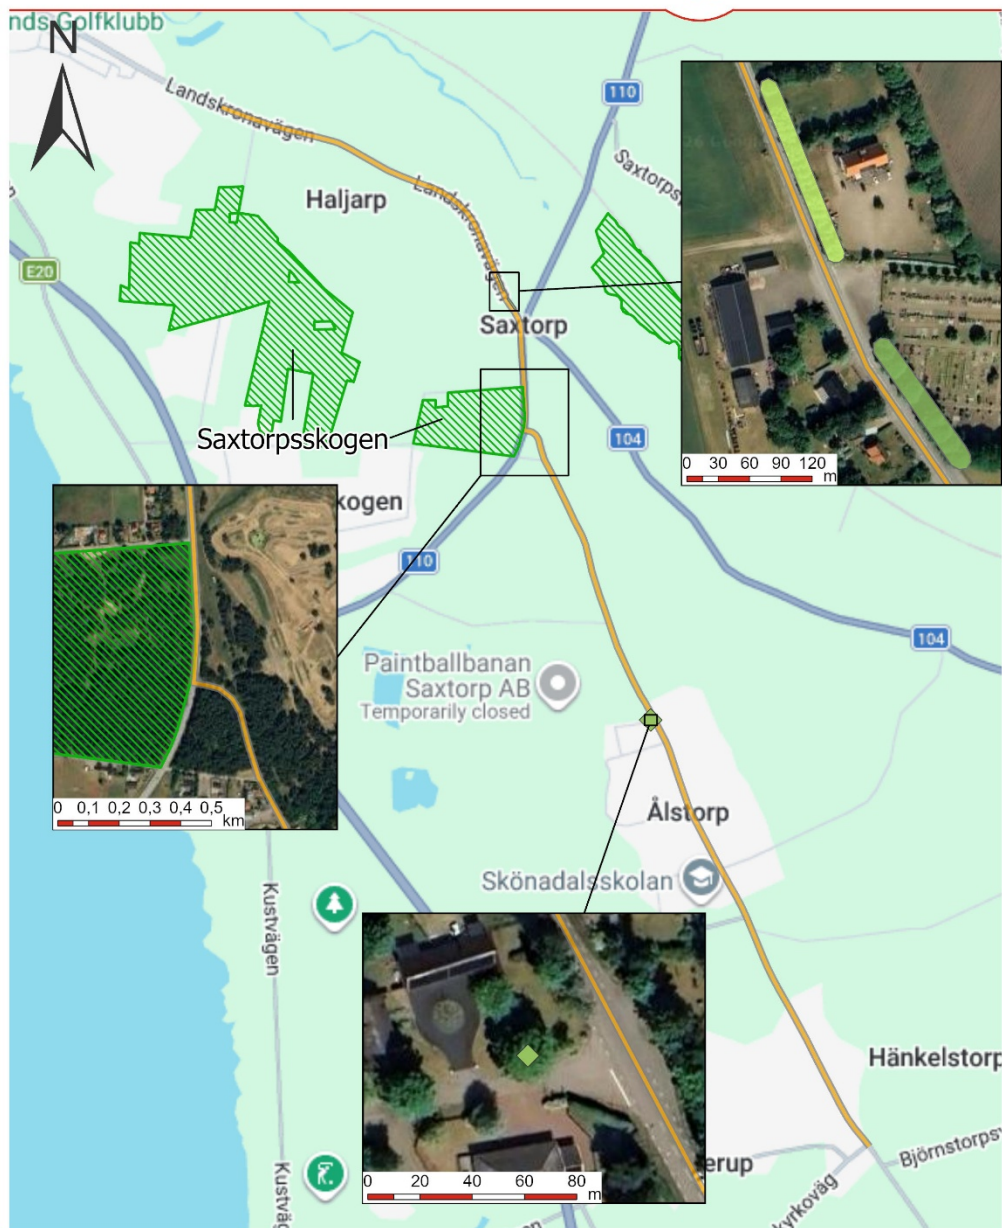 nds Golfklubb
N
Landskronavägen
110
Saxtorps
Haljarp
Landskronavägen
E20
Saxtorp
0 30 60 90 120
m
Saxtorpsskogen
104
kogen
110
104
Paintballbanan
Saxtorp AB
Temporarily closed
0 0,1 0,2 0,3 0,4 0,5
km
Ålstorp
Skönadalsskolan
Kustvägen
Hänkelstorp
Björnstorpsv
erup
kyrkoväg
Kustvägen
0 20 40 60 80
m